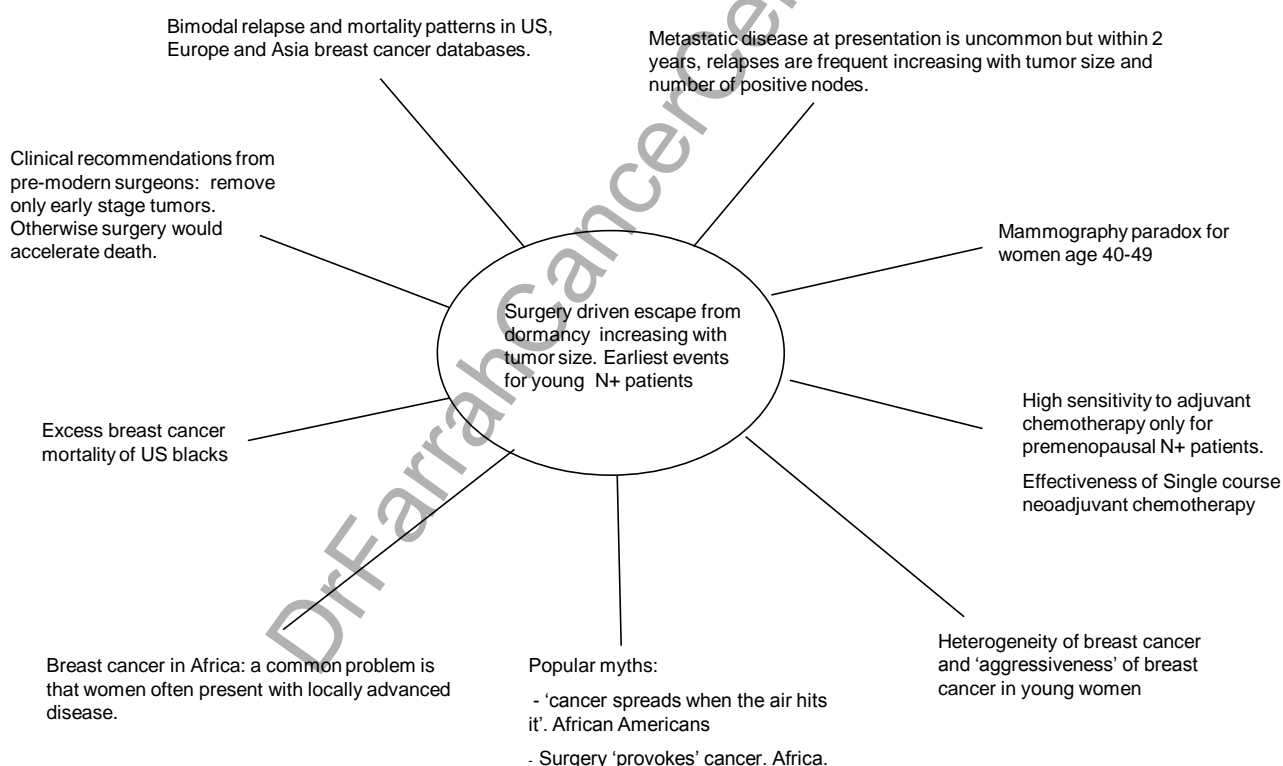 Bimodal relapse and mortality patterns in US,
Europe and Asia breast cancer databases.
Metastatic disease at presentation is uncommon but within 2
years, relapses are frequent increasing with tumor size and
number of positive nodes.
Clinical recommendations from
pre-modern surgeons: remove
only early stage tumors.
Otherwise surgery would
accelerate death.
Mammography paradox for
women age 40-49
Surgery driven escape from
dormancy increasing with
tumor size. Earliest events
for young N+ patients
High sensitivity to adjuvant
chemotherapy only for
premenopausal N+ patients.
Effectiveness of Single course
neoadjuvant chemotherapy
Excess breast cancer
mortality of US blacks
Heterogeneity of breast cancer
and 'aggressiveness' of breast
cancer in young women
Breast cancer in Africa: a common problem is
that women often present with locally advanced
disease.
Popular myths:
- 'cancer spreads when the air hits
it'. African Americans
- Surgery 'provokes' cancer. Africa.
DrFarrahCancerCe